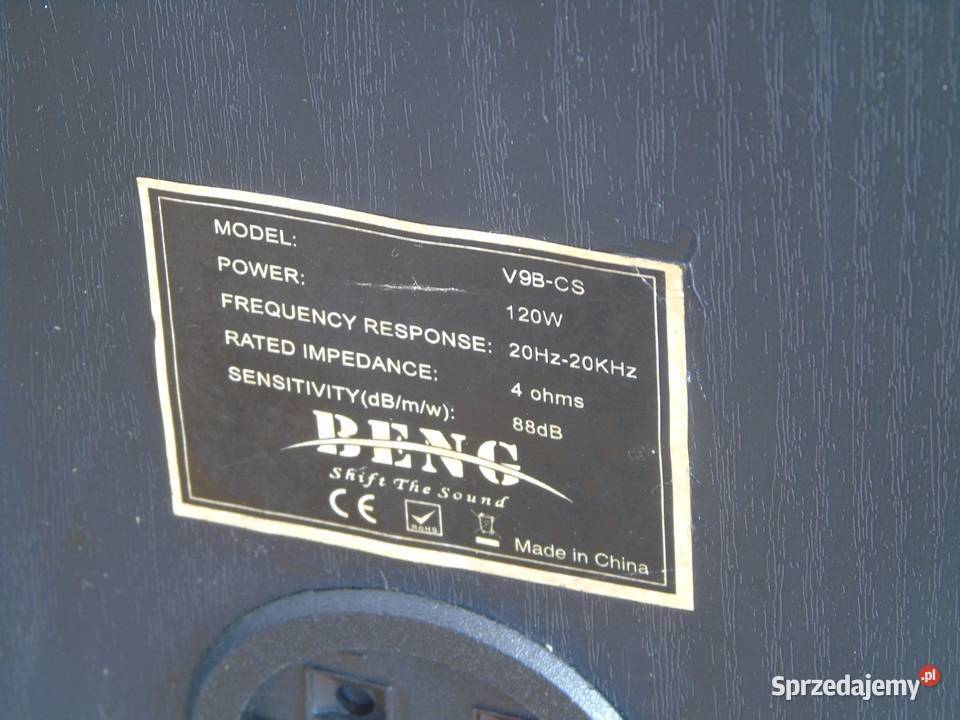 MODEL: V9B-CS
POWER: 120W
FREQUENCY RESPONSE: 20Hz-20KHz
RATED IMPEDANCE: 4 ohms
SENSITIVITY(dB/m/w): 88dB
BENG
Shift The Sound
CE
ROHS
Made in China
Sprzedajemy.pl